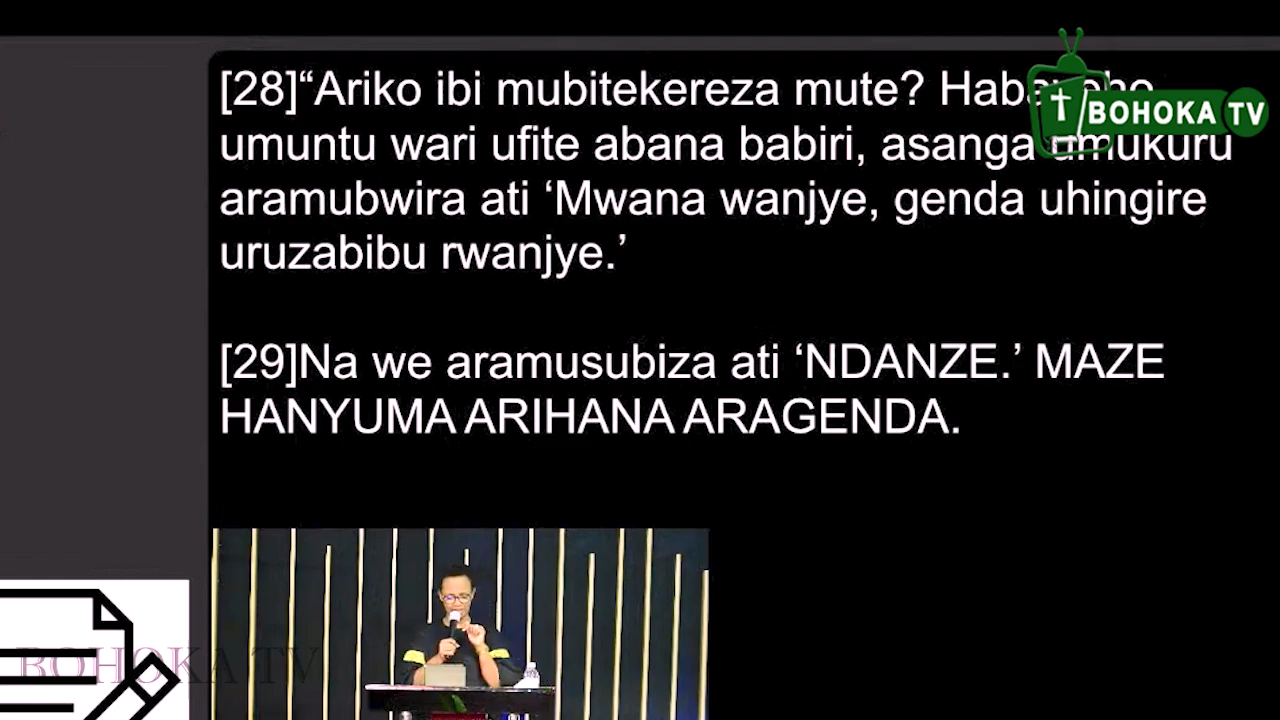 [28]“Ariko ibi mubitekereza mute?
BOHOKA TV
umuntu wari ufite abana babiri, asanga umukuru
aramubwira ati ‘Mwana wanjye, genda uhingire
uruzabibu rwanjye.’
[29]Na we aramusubiza ati ‘NDANZE.’ MAZE
HANYUMA ARIHANA ARAGENDA.
BOHOKA TV